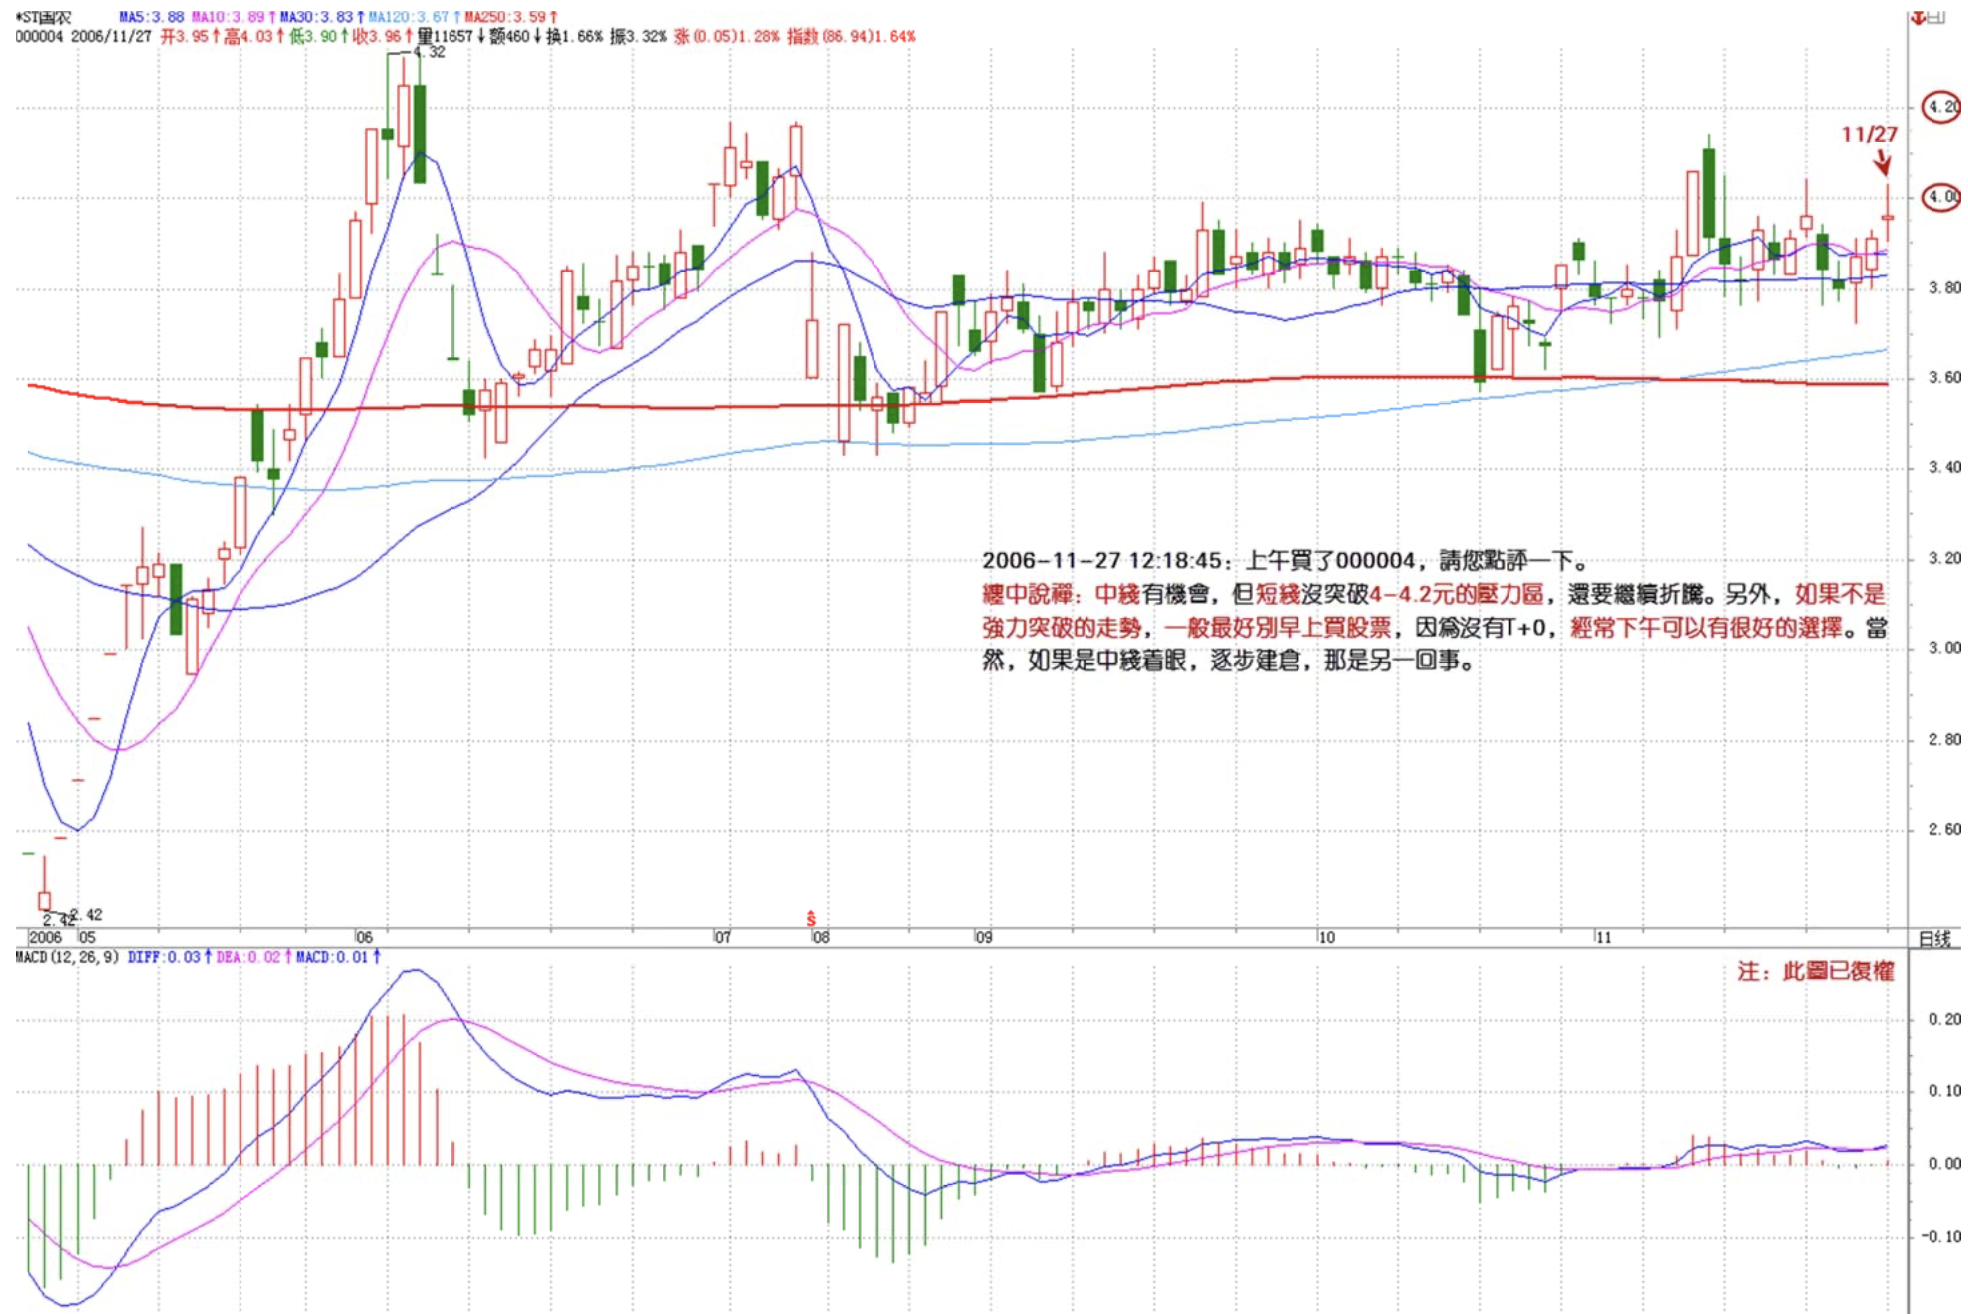 *ST国农 MA5:3.88 MA10:3.89↑ MA30:3.83↑ MA120:3.67↑ MA250:3.59↑
000004 2006/11/27 开3.95↑高4.03↑低3.90↑收3.96↑量11657↓额460↓换1.66% 振3.32% 涨(0.05)1.28% 指数(86.94)1.64%
4.32
4.20
11/27
4.00
3.80
3.60
3.40
3.20
2006-11-27 12:18:45：上午買了000004，請您點評一下。
纏中說禪：中綫有機會，但短綫沒突破4-4.2元的壓力區，還要繼續折騰。另外，如果不是
強力突破的走勢，一般最好別早上買股票，因爲沒有T+0，經常下午可以有很好的選擇。當
然，如果是中綫着眼，逐步建倉，那是另一回事。
3.00
2.80
2.60
2.42
2.42
S
2006 05 06 07 08 09 10 11 日线
MACD(12,26,9) DIFF:0.03↑ DEA:0.02↑ MACD:0.01↑
注：此圖已復權
0.20
0.10
0.00
-0.10